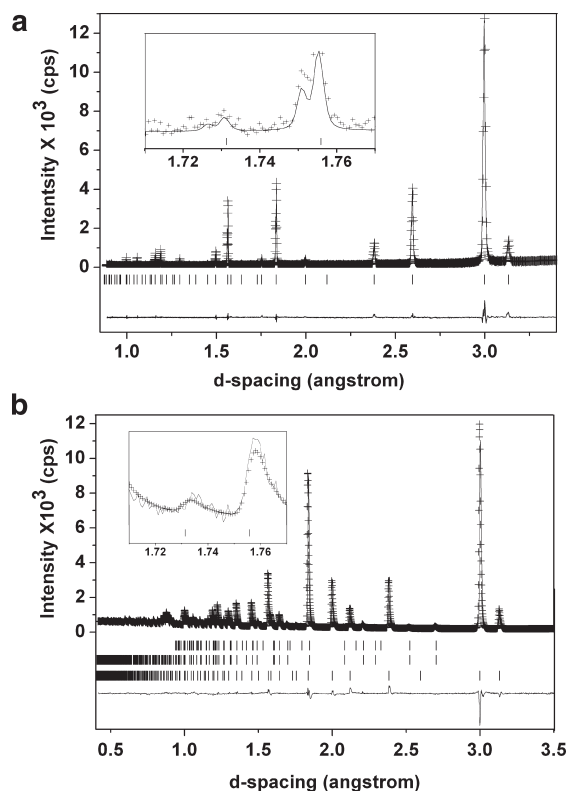 a
Intentsity X 10³ (cps)
12
10
8
6
4
2
0
1.72 1.74 1.76
1.0 1.5 2.0 2.5 3.0
d-spacing (angstrom)
b
Intensity X10³ (cps)
12
10
8
6
4
2
0
1.72 1.74 1.76
0.5 1.0 1.5 2.0 2.5 3.0 3.5
d-spacing (angstrom)